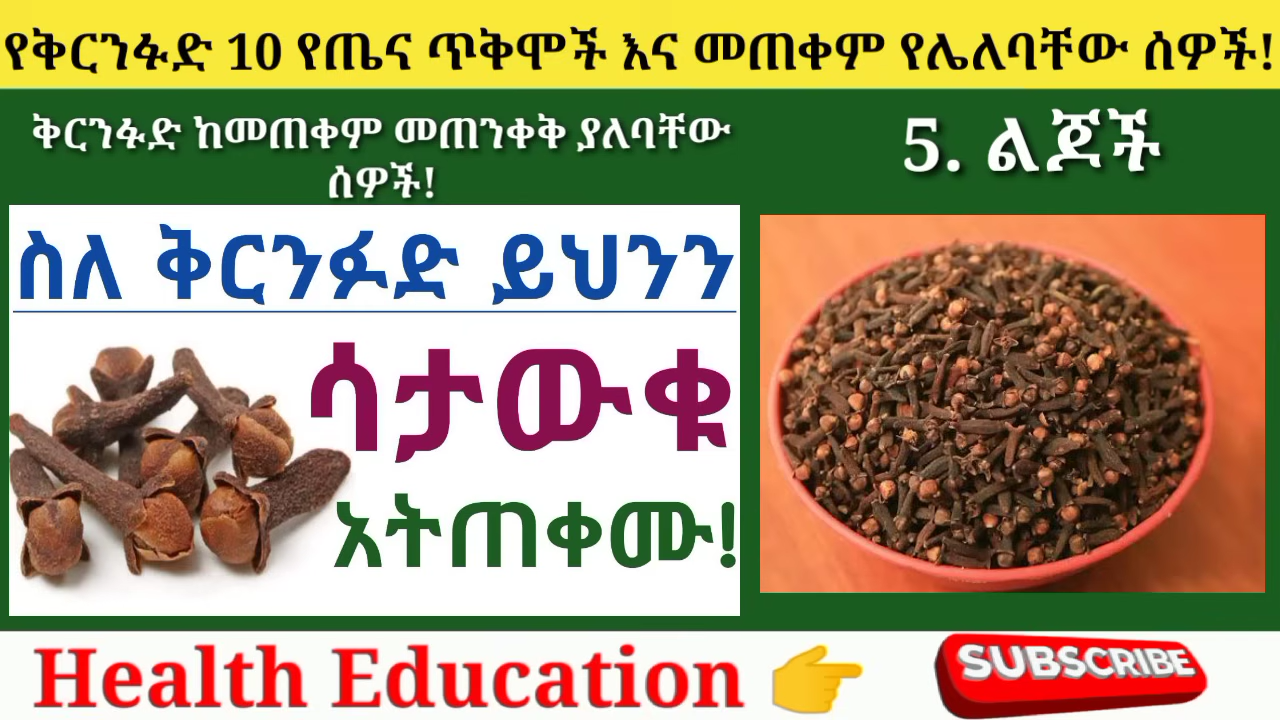 የቅርንፉድ 10 የጤና ጥቅሞች እና መጠቀም የሌለባቸው ሰዎች!
ቅርንፉድ ከመጠቀም መጠንቀቅ ያለባቸው
ሰዎች!
5. ልጆች
ስለ ቅርንፉድ ይህንን
ሳታውቁ
አትጠቀሙ!
Health Education
SUBSCRIBE